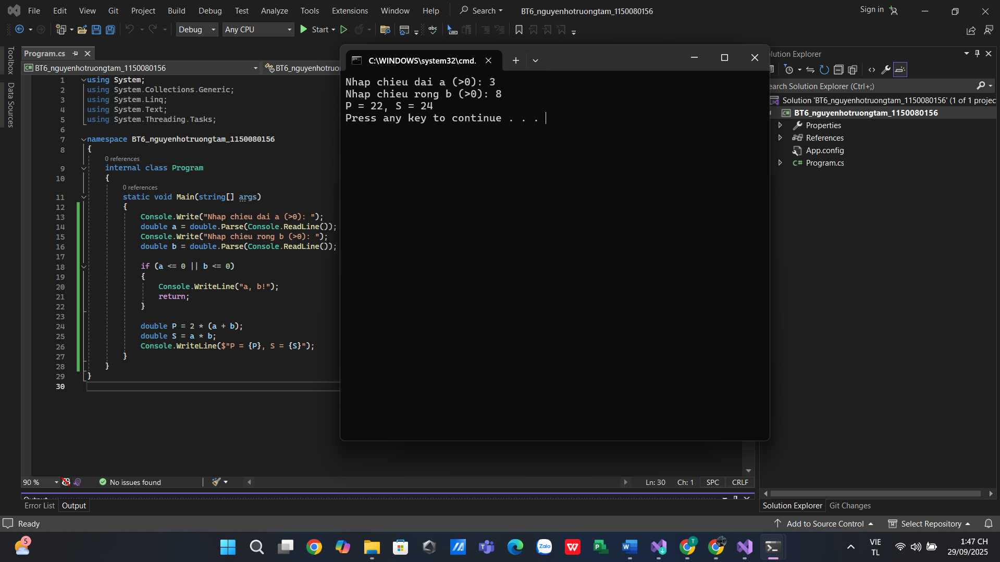 File Edit View Git Project Build Debug Test Analyze Tools Extensions Window Help Search BT6_nguyenhotruongtam_1150080156 Sign in
Debug Any CPU Start
Toolbox
Data Sources
Program.cs
BT6_nguyenhotruongtam_1150080156
1 using System;
2 using System.Collections.Generic;
3 using System.Linq;
4 using System.Text;
5 using System.Threading.Tasks;
6
7 namespace BT6_nguyenhotruongtam_1150080156
8 {
0 references
9 internal class Program
10 {
0 references
11 static void Main(string[] args)
12 {
13 Console.Write("Nhap chieu dai a (>0): ");
14 double a = double.Parse(Console.ReadLine());
15 Console.Write("Nhap chieu rong b (>0): ");
16 double b = double.Parse(Console.ReadLine());
17
18 if (a <= 0 || b <= 0)
19 {
20 Console.WriteLine("a, b!");
21 return;
22 }
23
24 double P = 2 * (a + b);
25 double S = a * b;
26 Console.WriteLine($"P = {P}, S = {S}");
27 }
28 }
29 }
30
C:\WINDOWS\system32\cmd.
Nhap chieu dai a (>0): 3
Nhap chieu rong b (>0): 8
P = 22, S = 24
Press any key to continue . . .
Explorer
Solution Explorer (Ctrl+;)
Solution 'BT6_nguyenhotruongtam_1150080156' (1 of 1 project
BT6_nguyenhotruongtam_1150080156
Properties
References
App.config
C# Program.cs
90 % No issues found Ln: 30 Ch: 1 SPC CRLF
Output
Error List Output
Solution Explorer Git Changes
Ready Add to Source Control Select Repository
5
Zalo
VIE
TL
1:47 CH
29/09/2025